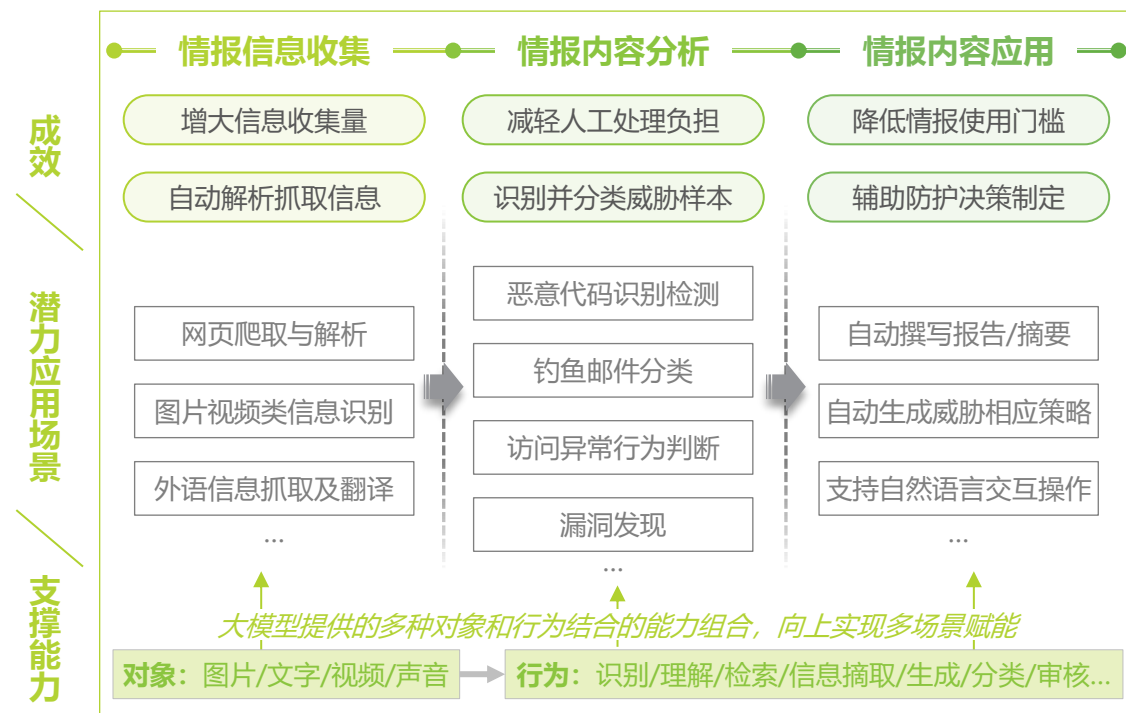 情报信息收集
情报内容分析
情报内容应用
成效
增大信息收集量
减轻人工处理负担
降低情报使用门槛
自动解析抓取信息
识别并分类威胁样本
辅助防护决策制定
潜力应用场景
网页爬取与解析
图片视频类信息识别
外语信息抓取及翻译
...
恶意代码识别检测
钓鱼邮件分类
访问异常行为判断
漏洞发现
...
自动撰写报告/摘要
自动生成威胁相应策略
支持自然语言交互操作
...
支撑能力
大模型提供的多种对象和行为结合的能力组合，向上实现多场景赋能
对象：图片/文字/视频/声音
行为：识别/理解/检索/信息摘取/生成/分类/审核...